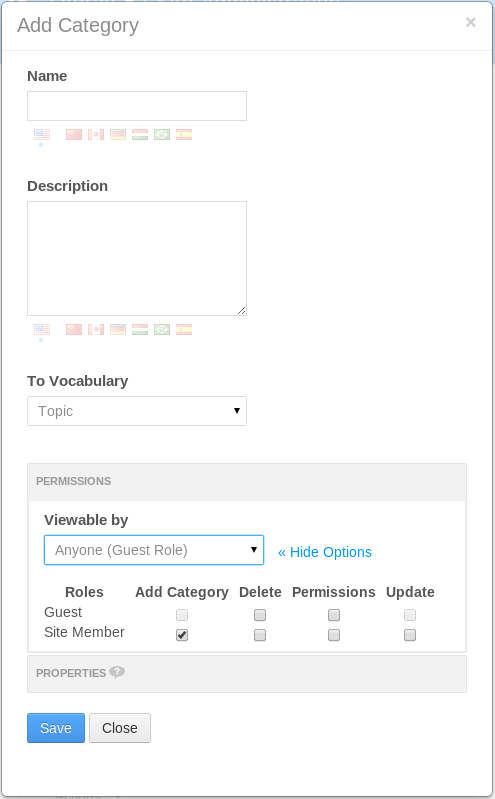 Add Category ×
Name
Description
To Vocabulary
Topic
PERMISSIONS
Viewable by
Anyone (Guest Role) « Hide Options
Roles Add Category Delete Permissions Update
Guest
Site Member
PROPERTIES ?
Save Close